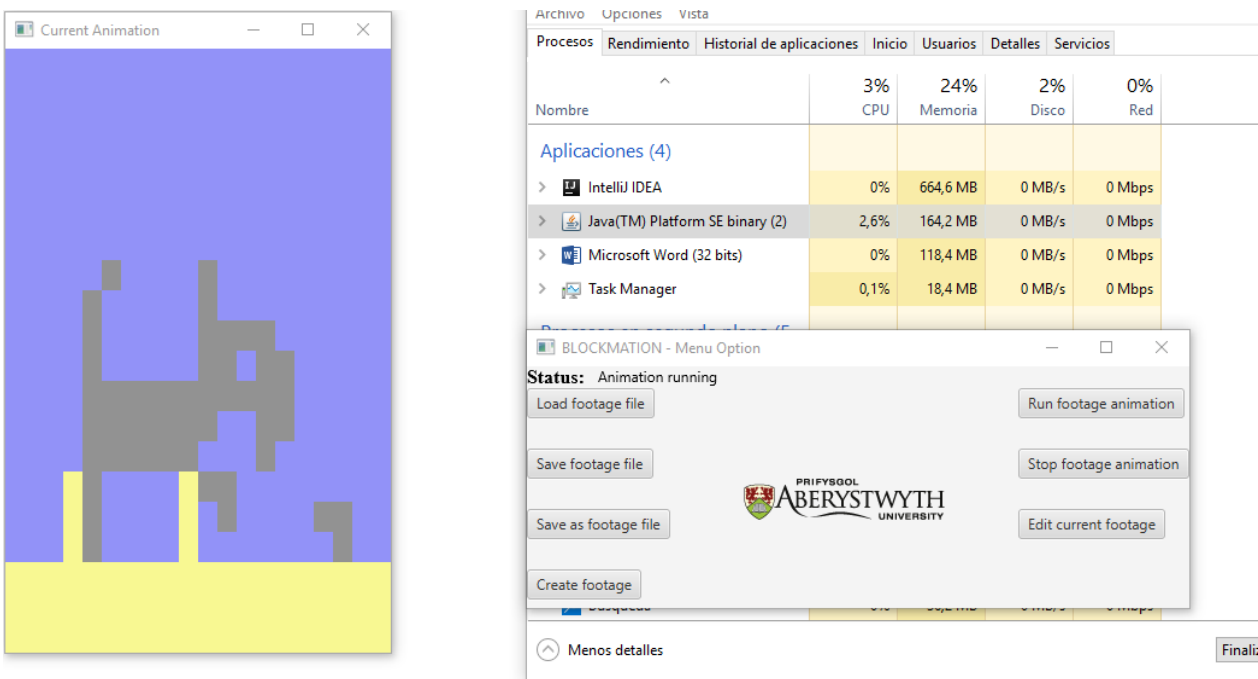 Current Animation
Archivo Opciones Vista
Procesos Rendimiento Historial de aplicaciones Inicio Usuarios Detalles Servicios
3% 24% 2% 0%
Nombre CPU Memoria Disco Red
Aplicaciones (4)
IntelliJ IDEA 0% 664,6 MB 0 MB/s 0 Mbps
Java(TM) Platform SE binary (2) 2,6% 164,2 MB 0 MB/s 0 Mbps
Microsoft Word (32 bits) 0% 118,4 MB 0 MB/s 0 Mbps
Task Manager 0,1% 18,4 MB 0 MB/s 0 Mbps
BLOCKMATION - Menu Option
Status: Animation running
Load footage file Run footage animation
Save footage file Stop footage animation
PRIFYSGOL
ABERYSTWYTH
UNIVERSITY
Save as footage file Edit current footage
Create footage
Menos detalles Finaliz